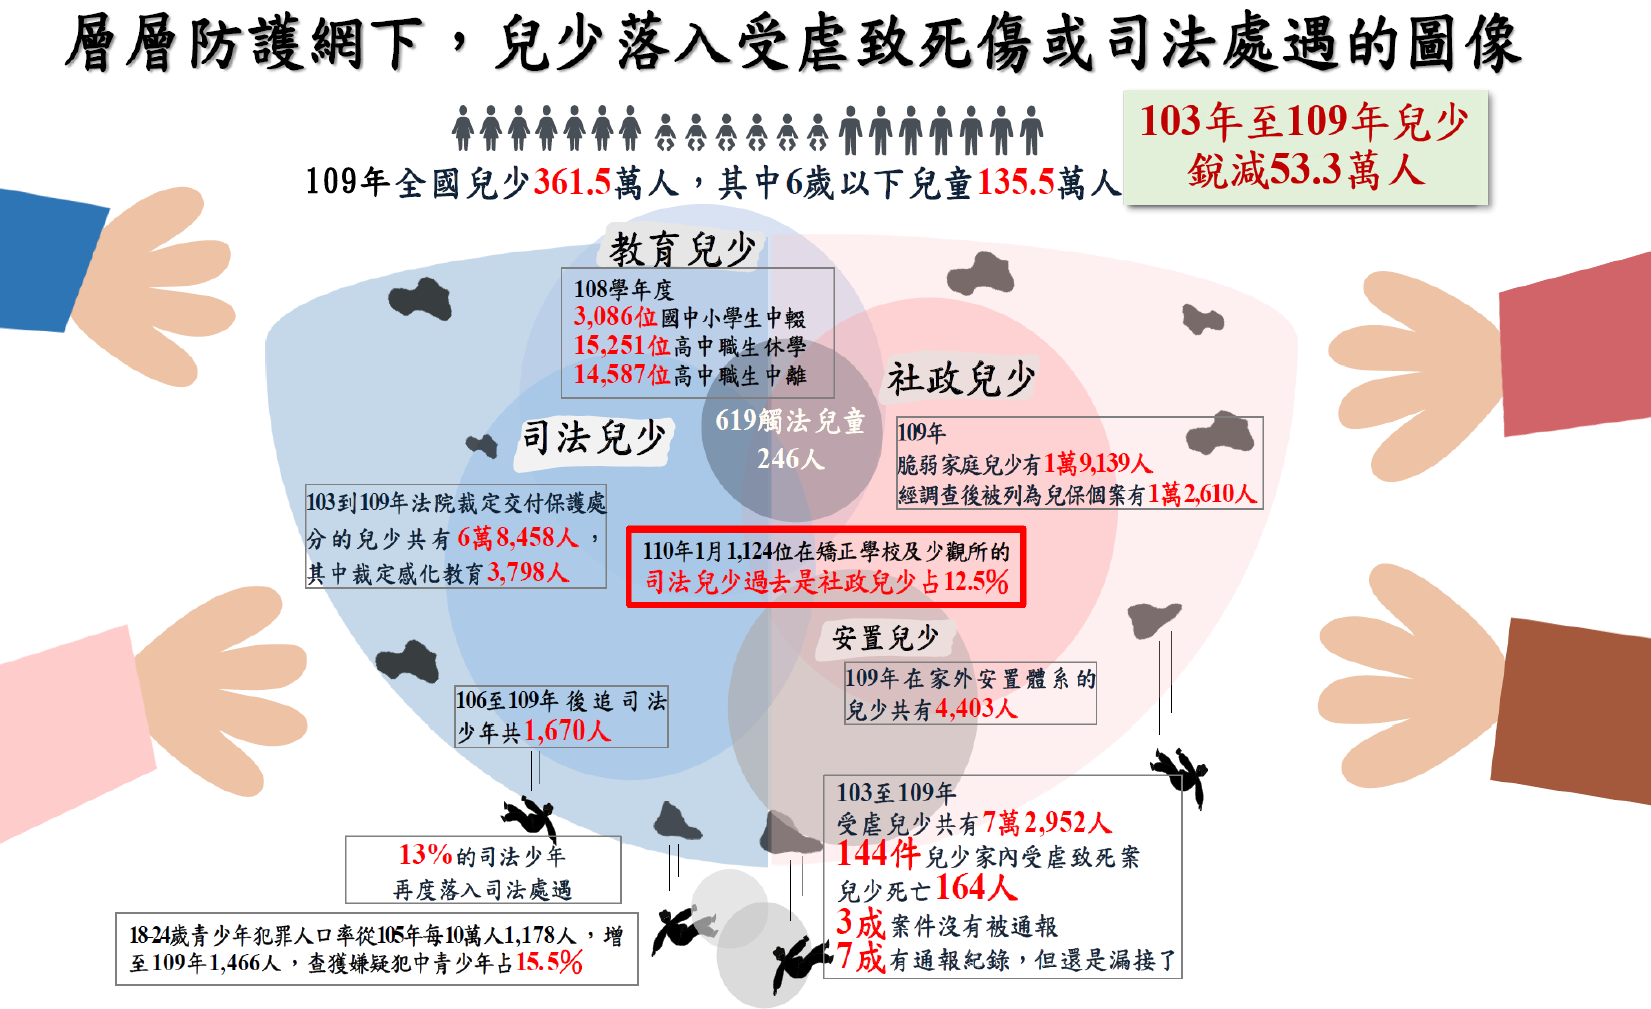 層層防護網下，兒少落入受虐致死傷或司法處遇的圖像
103年至109年兒少
銳減53.3萬人
109年全國兒少361.5萬人，其中6歲以下兒童135.5萬人
教育兒少
108學年度
3,086位國中小學生中輟
15,251位高中職生休學
14,587位高中職生中離
社政兒少
109年
脆弱家庭兒少有1萬9,139人
經調查後被列為兒保個案有1萬2,610人
619觸法兒童
246人
司法兒少
103到109年法院裁定交付保護處
分的兒少共有6萬8,458人，
其中裁定感化教育3,798人
110年1月1,124位在矯正學校及少觀所的
司法兒少過去是社政兒少占12.5%
安置兒少
109年在家外安置體系的
兒少共有4,403人
106至109年後追司法
少年共1,670人
13%的司法少年
再度落入司法處遇
18-24歲青少年犯罪人口率從105年每10萬人1,178人，增
至109年1,466人，查獲嫌疑犯中青少年占15.5%
103至109年
受虐兒少共有7萬2,952人
144件兒少家內受虐致死案
兒少死亡164人
3成案件沒有被通報
7成有通報紀錄，但還是漏接了